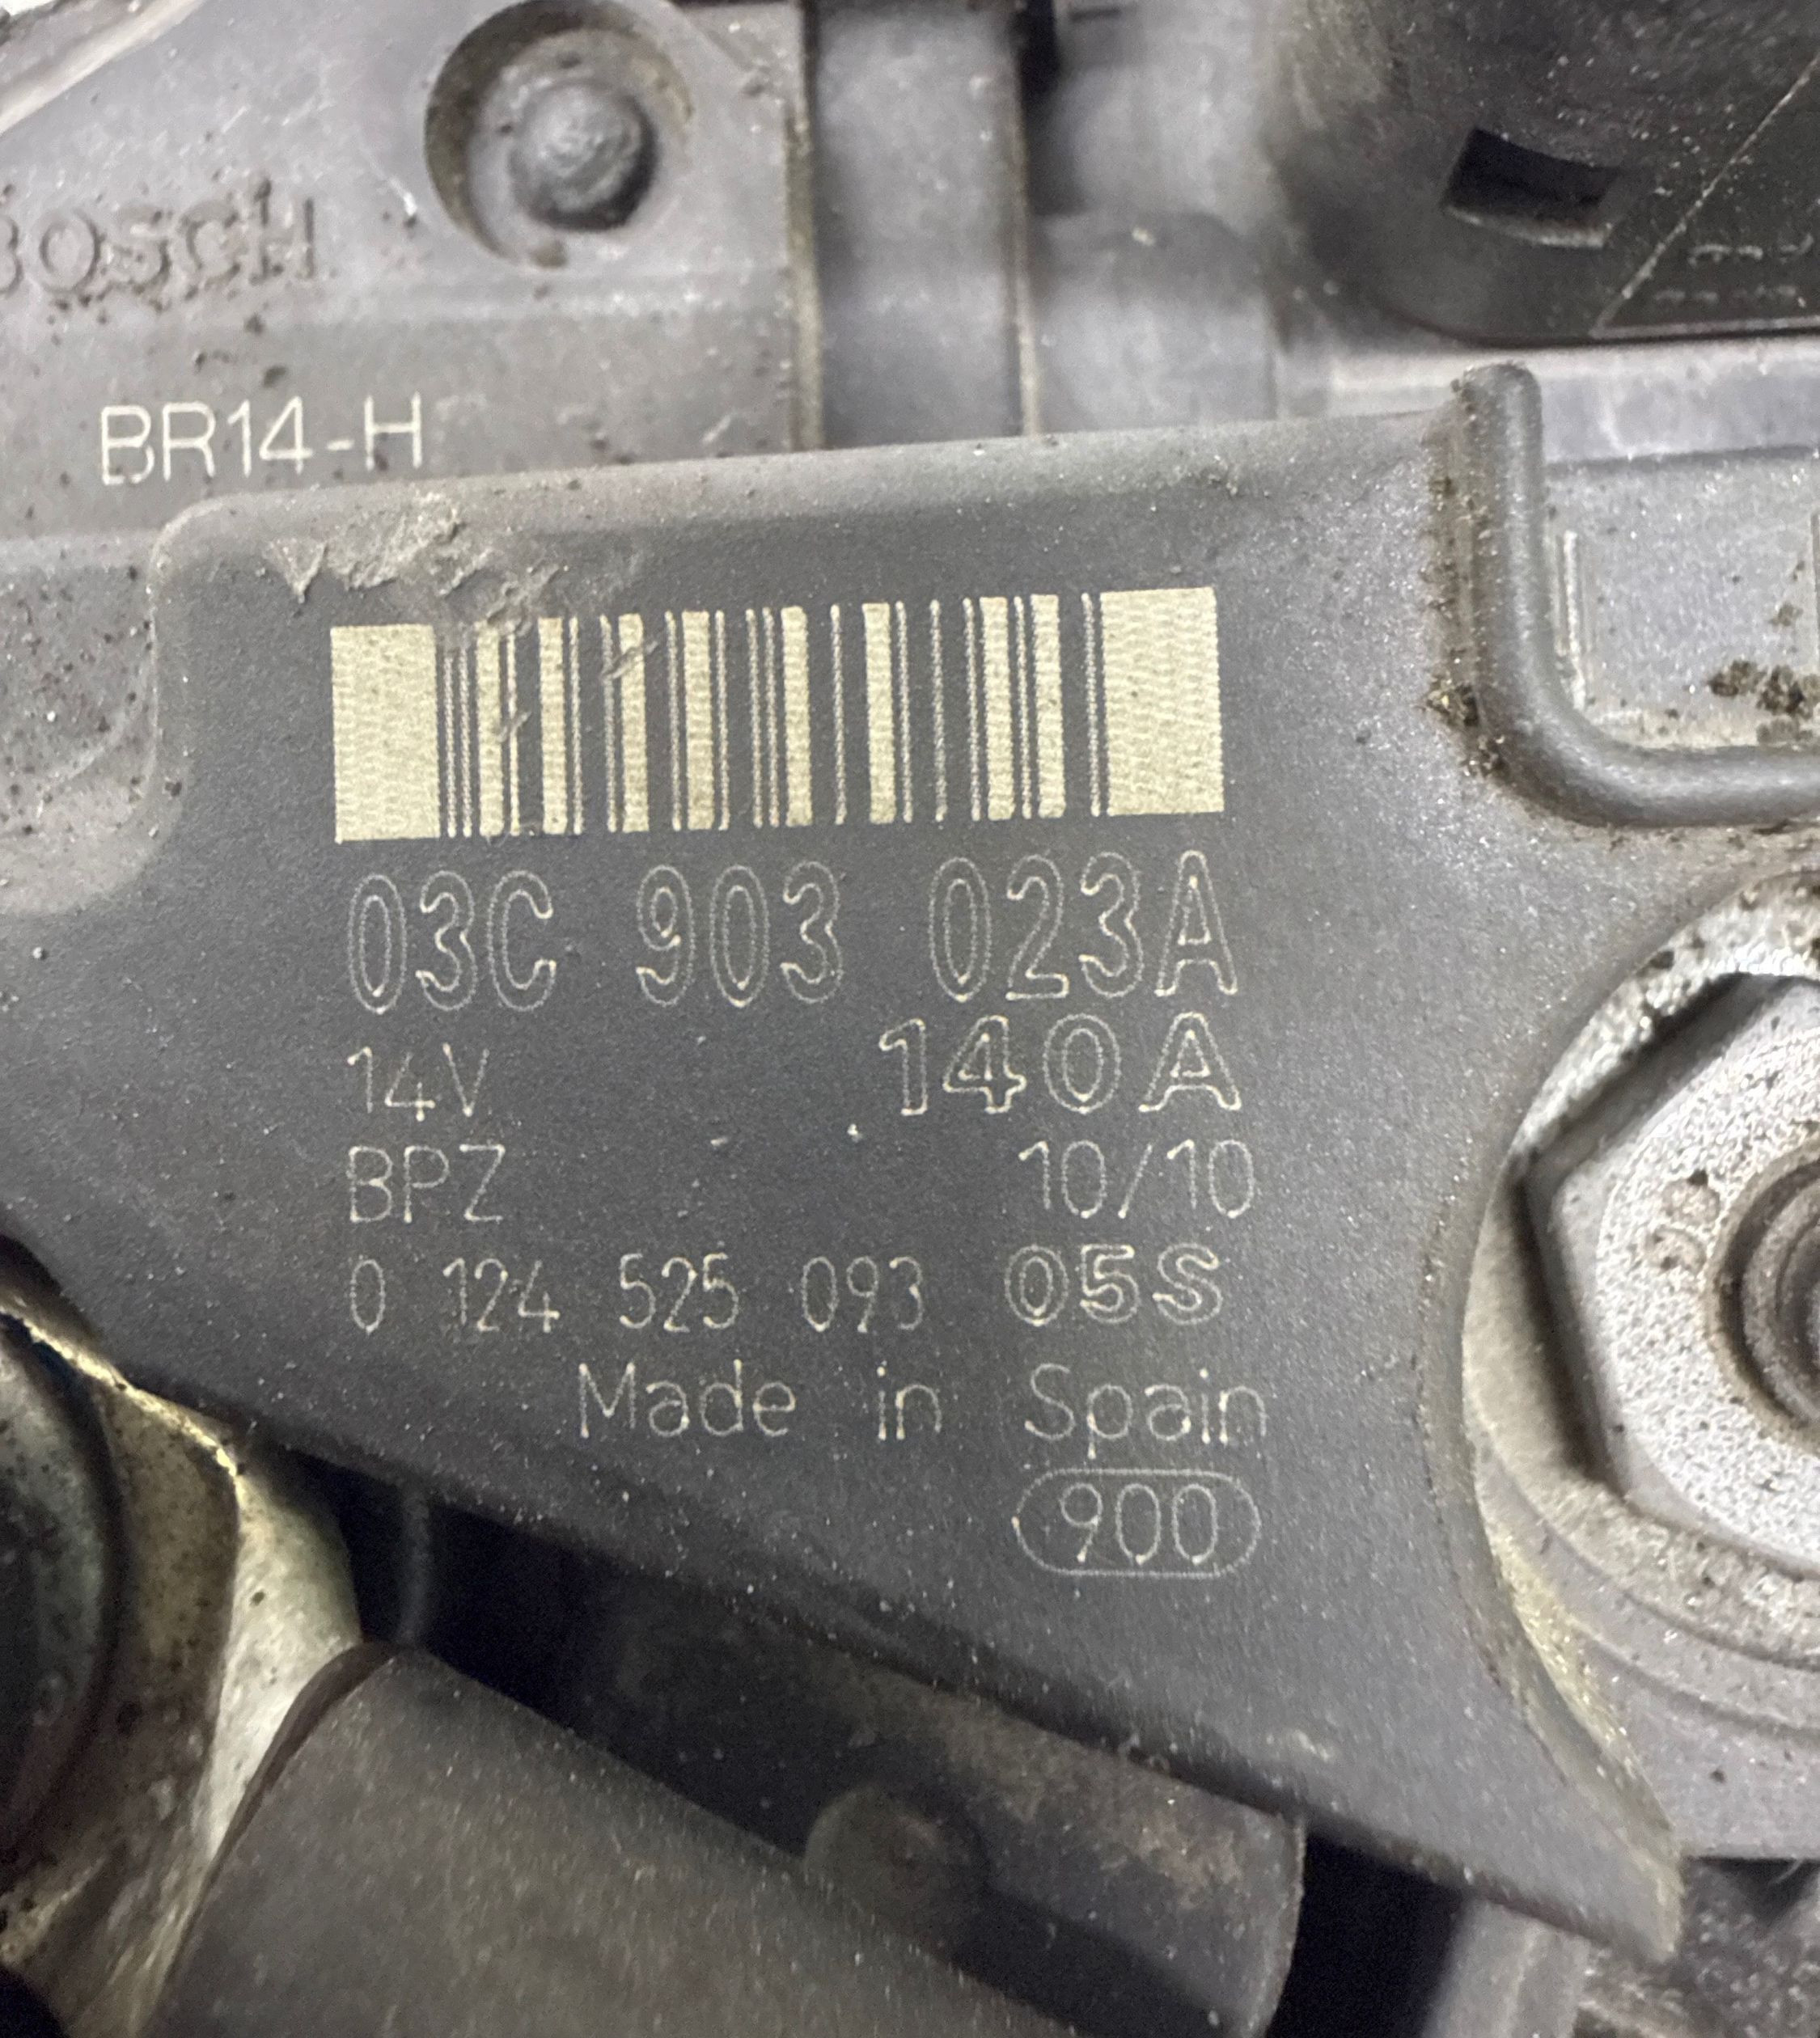 BOSCH
BR14-H
03C 903 023A
14V 140A
BPZ 10/10
0 124 525 093 05S
Made in Spain
900